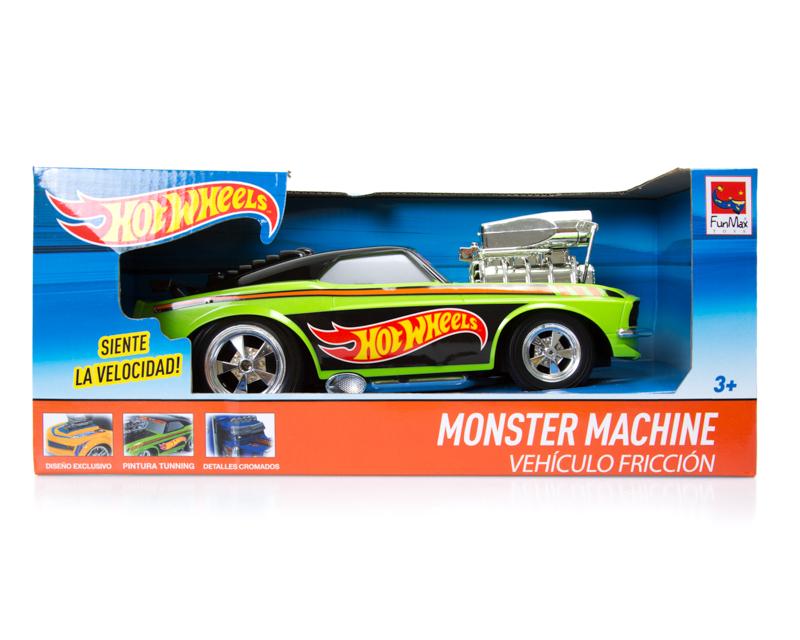 HOT WHEELS
FunMax
TOYS
HOT WHEELS
SIENTE
LA VELOCIDAD!
3+
MONSTER MACHINE
VEHÍCULO FRICCIÓN
DISEÑO EXCLUSIVO
PINTURA TUNNING
DETALLES CROMADOS